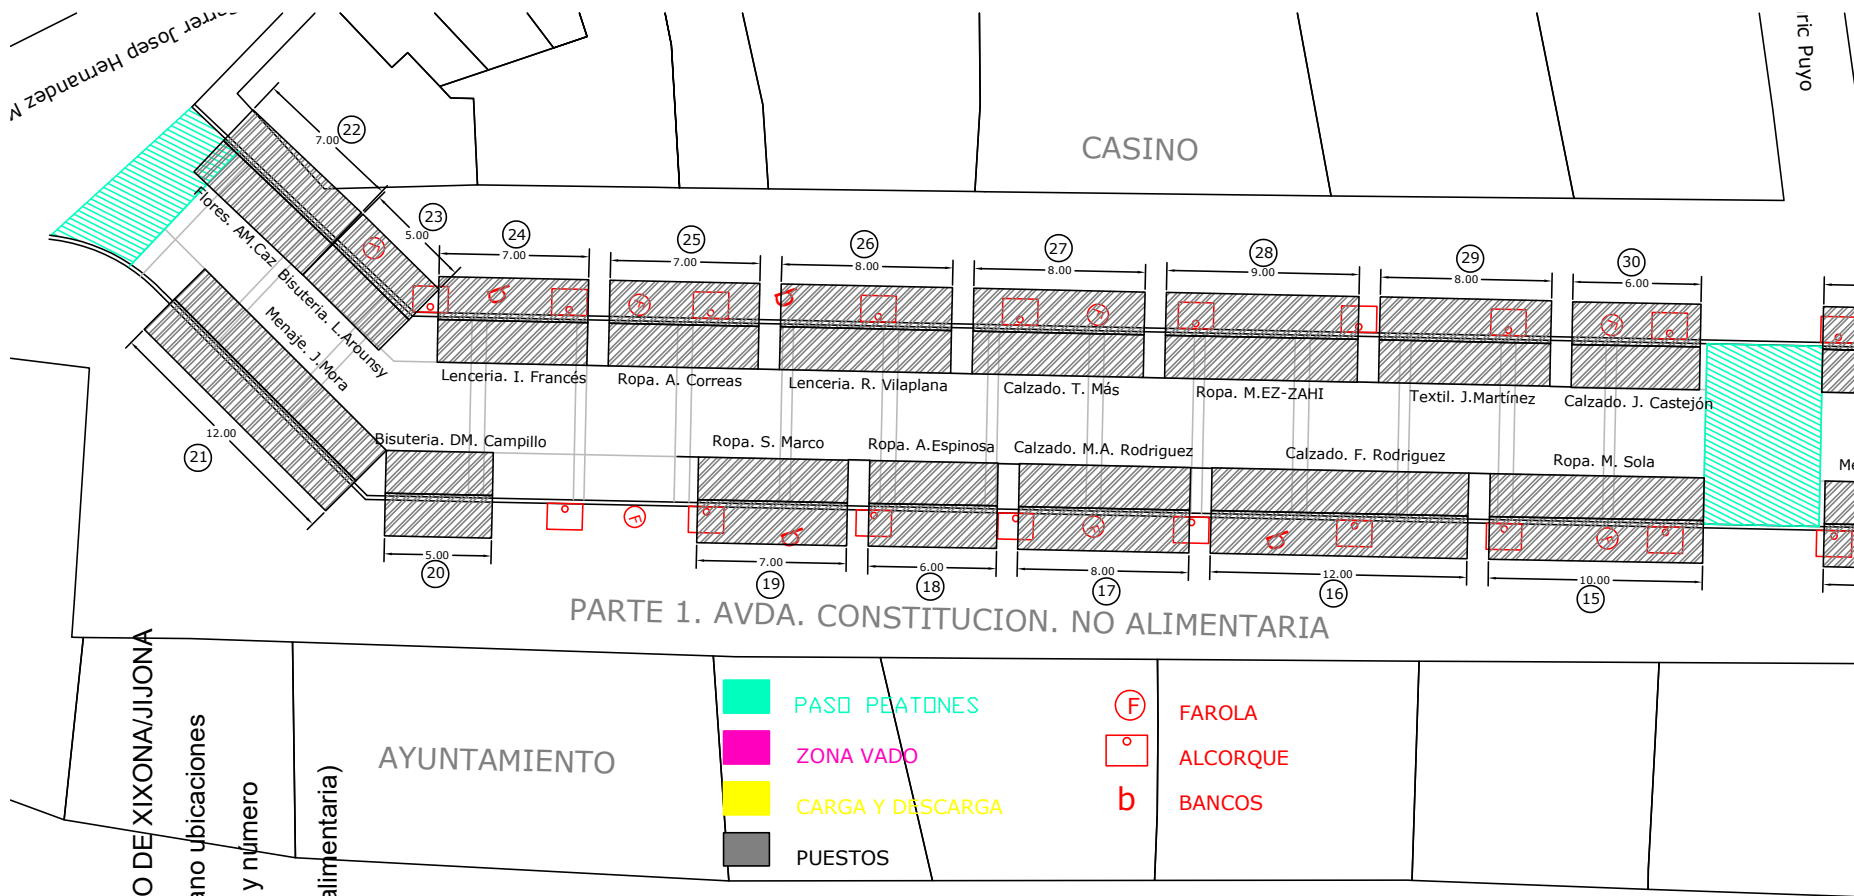 Carrer Josep Hernandez M
ric Puyo
CASINO
22
7.00
23
5.00
24
7.00
25
7.00
26
8.00
27
8.00
28
9.00
29
8.00
30
6.00
F
b
F
b
F
F
Flores. AM.Caz
Bisuteria. L.Arounsy
Menaje. J.Mora
Lenceria. I. Francés
Ropa. A. Correas
Lenceria. R. Vilaplana
Calzado. T. Más
Ropa. M.EZ-ZAHI
Textil. J.Martínez
Calzado. J. Castejón
Bisuteria. DM. Campillo
Ropa. S. Marco
Ropa. A.Espinosa
Calzado. M.A. Rodriguez
Calzado. F. Rodriguez
Ropa. M. Sola
Me
12.00
21
F
b
F
b
F
5.00
20
7.00
19
6.00
18
8.00
17
12.00
16
10.00
15
PARTE 1. AVDA. CONSTITUCION. NO ALIMENTARIA
O DE XIXONA/JIJONA
ano ubicaciones
y número
alimentaria)
AYUNTAMIENTO
PASO PEATONES
ZONA VADO
CARGA Y DESCARGA
PUESTOS
F FAROLA
ALCORQUE
b BANCOS